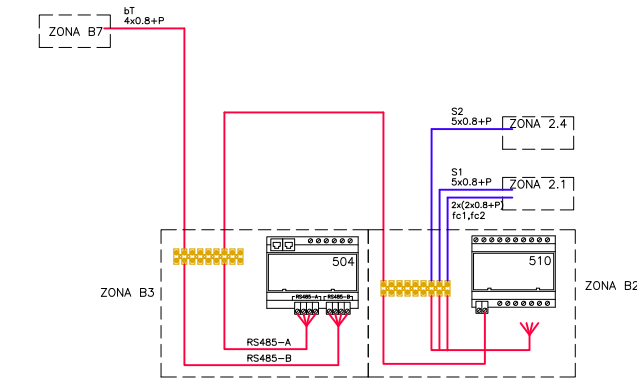 bT
4x0.8+P
ZONA B7
S2
5x0.8+P
ZONA 2.4
S1
5x0.8+P
ZONA 2.1
2x(2x0.8+P)
fc1,fc2
504
510
ZONA B3
ZONA B2
RS485-A
RS485-B
RS485-A
RS485-B